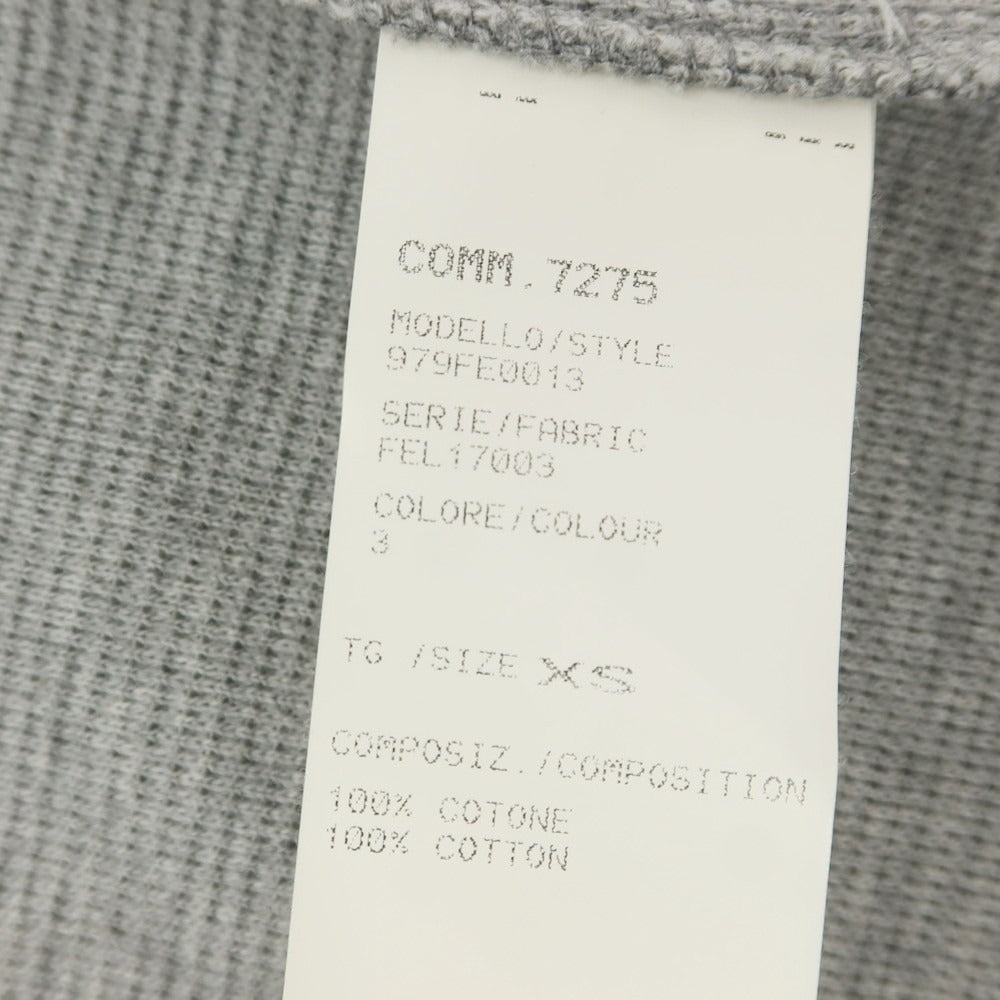 COMM.7275
MODELLO/STYLE
979FE0013
SERIE/FABRIC
FEL17003
COLORE/COLOUR
3
TG /SIZE XS
COMPOSIZ./COMPOSITION
100% COTONE
100% COTTON